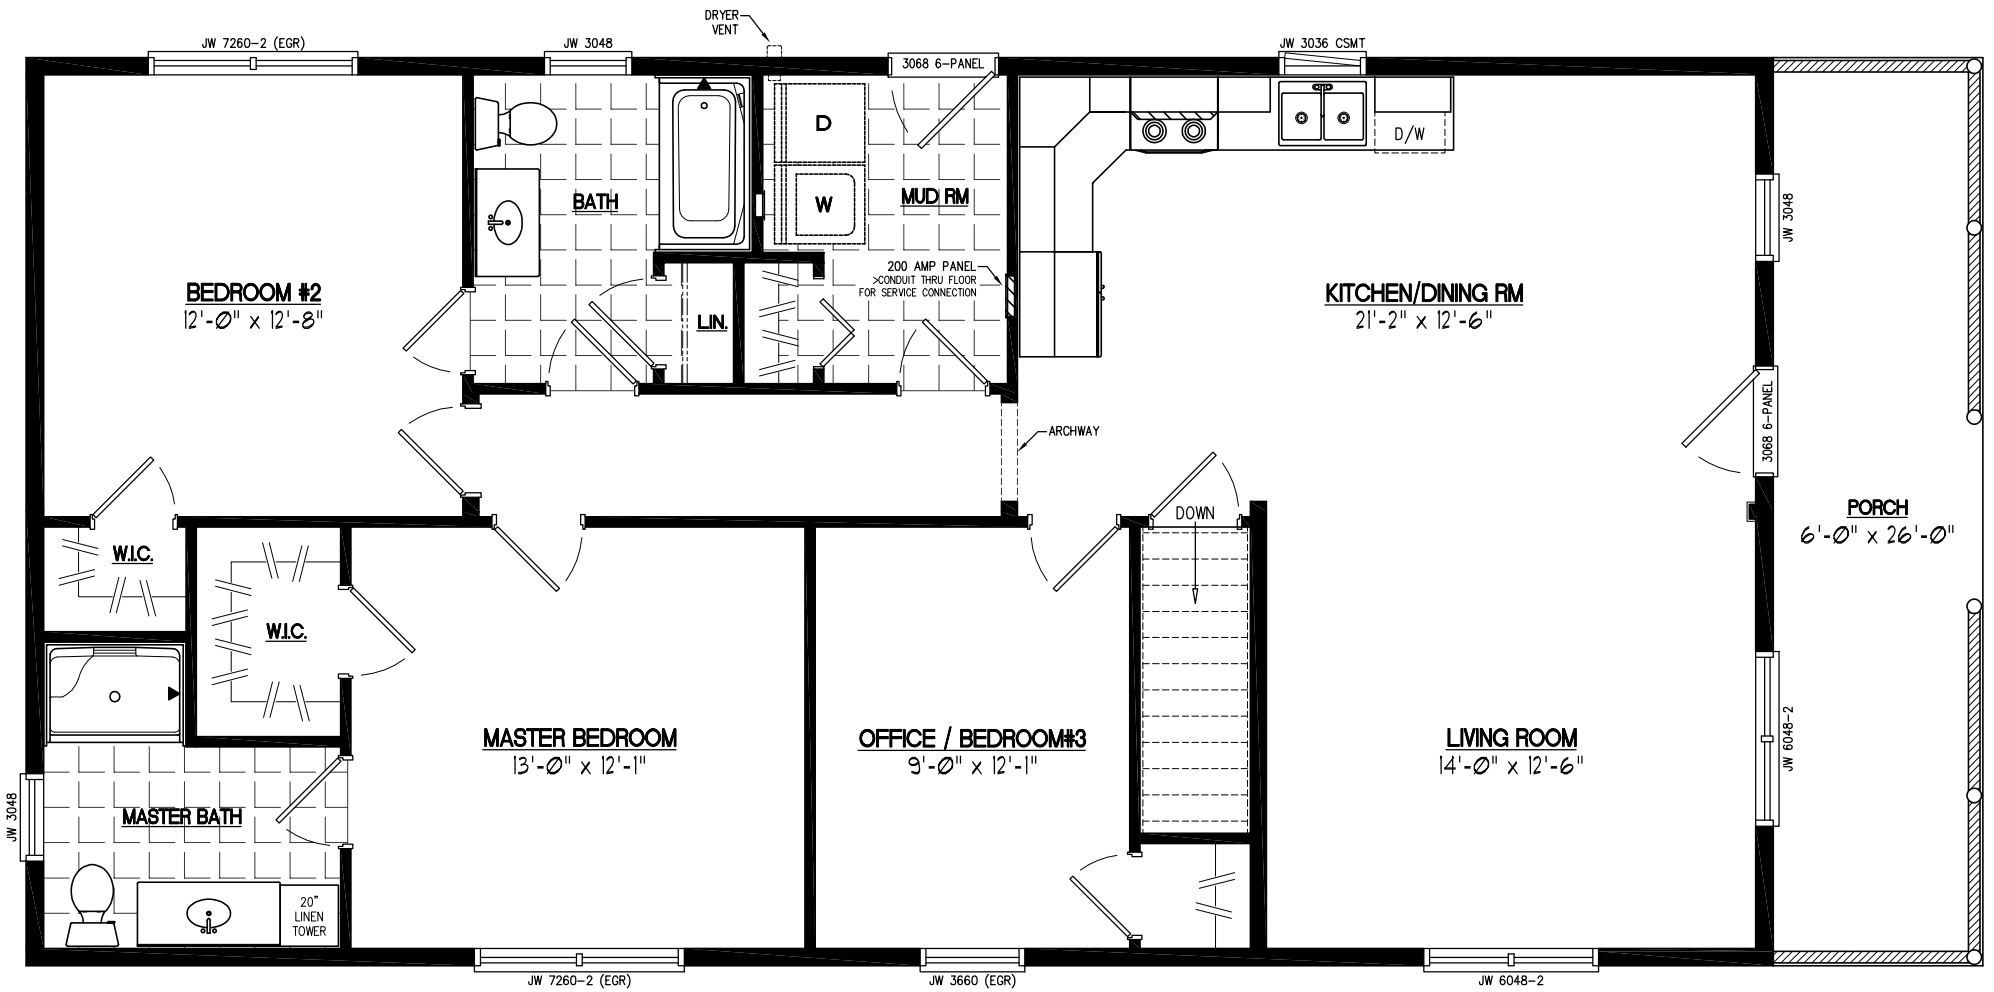 DRYER
VENT
JW 7260-2 (EGR)
JW 3048
3068 6-PANEL
JW 3036 CSMT
D
W
BATH
MUD RM
D/W
JW 3048
200 AMP PANEL
>CONDUIT THRU FLOOR
FOR SERVICE CONNECTION
BEDROOM #2
12'-0" x 12'-8"
LIN.
KITCHEN/DINING RM
21'-2" x 12'-6"
ARCHWAY
3068 6-PANEL
DOWN
PORCH
6'-0" x 26'-0"
W.I.C.
W.I.C.
MASTER BEDROOM
13'-0" x 12'-1"
OFFICE / BEDROOM#3
9'-0" x 12'-1"
LIVING ROOM
14'-0" x 12'-6"
JW 6048-2
JW 3048
MASTER BATH
20"
LINEN
TOWER
JW 7260-2 (EGR)
JW 3660 (EGR)
JW 6048-2